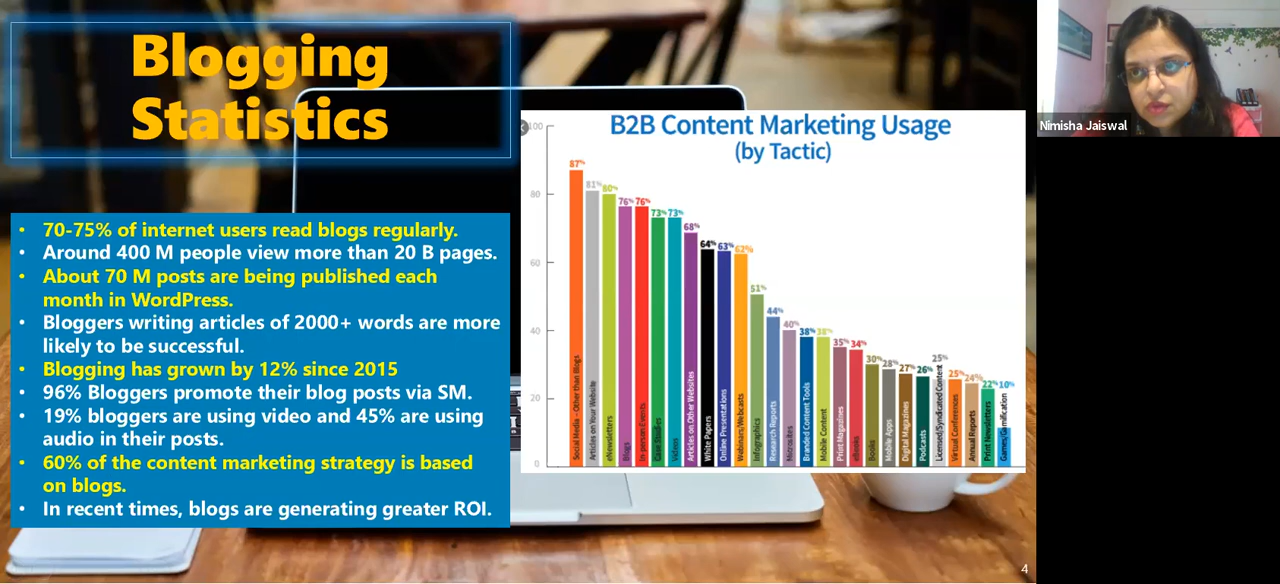 Blogging
Statistics
• 70-75% of internet users read blogs regularly.
• Around 400 M people view more than 20 B pages.
• About 70 M posts are being published each
month in WordPress.
• Bloggers writing articles of 2000+ words are more
likely to be successful.
• Blogging has grown by 12% since 2015
• 96% Bloggers promote their blog posts via SM.
• 19% bloggers are using video and 45% are using
audio in their posts.
• 60% of the content marketing strategy is based
on blogs.
• In recent times, blogs are generating greater ROI.
B2B Content Marketing Usage
(by Tactic)
100
80
60
40
20
0
87%
81%
80%
76%
76%
73%
73%
68%
64%
63%
62%
51%
44%
40%
38%
38%
35%
34%
30%
28%
27%
26%
25%
25%
24%
22%
10%
Social Media - Other than Blogs
Articles on Your Website
eNewsletters
Blogs
In-person Events
Case Studies
Videos
Articles on Other Websites
White Papers
Online Presentations
Webinars/Webcasts
Infographics
Research Reports
Microsites
Branded Content Tools
Mobile Content
Print Magazines
eBooks
Books
Mobile Apps
Digital Magazines
Podcasts
Licensed/Syndicated Content
Virtual Conferences
Annual Reports
Print Newsletters
Games/Gamification
Nimisha Jaiswal
4